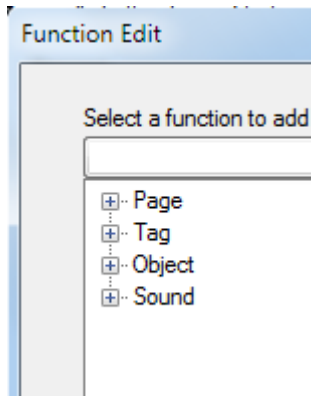 Function Edit
Select a function to add
Page
Tag
Object
Sound